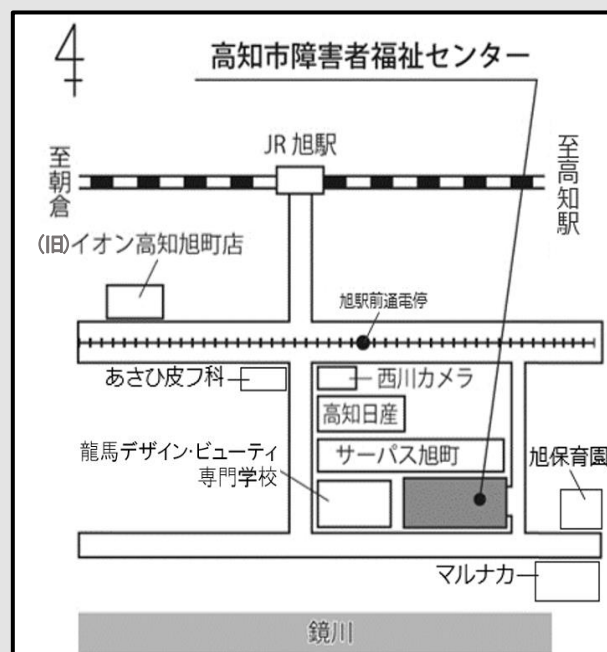 高知市障害者福祉センター
JR 旭駅
至朝倉
至高知駅
(旧)イオン高知旭町店
旭駅前通電停
あさひ皮フ科
西川カメラ
高知日産
龍馬デザイン・ビューティ
専門学校
サーパス旭町
旭保育園
マルナカ
鏡川